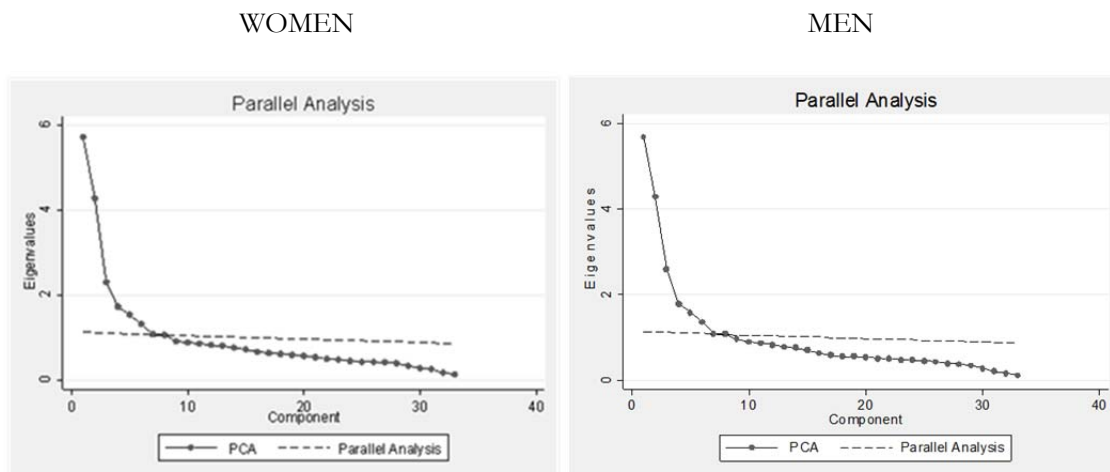 WOMEN
MEN
Parallel Analysis
Eigenvalues
6
4
2
0
0 10 20 30 40
Component
PCA Parallel Analysis
Parallel Analysis
Eigenvalues
6
4
2
0
0 10 20 30 40
Component
PCA Parallel Analysis